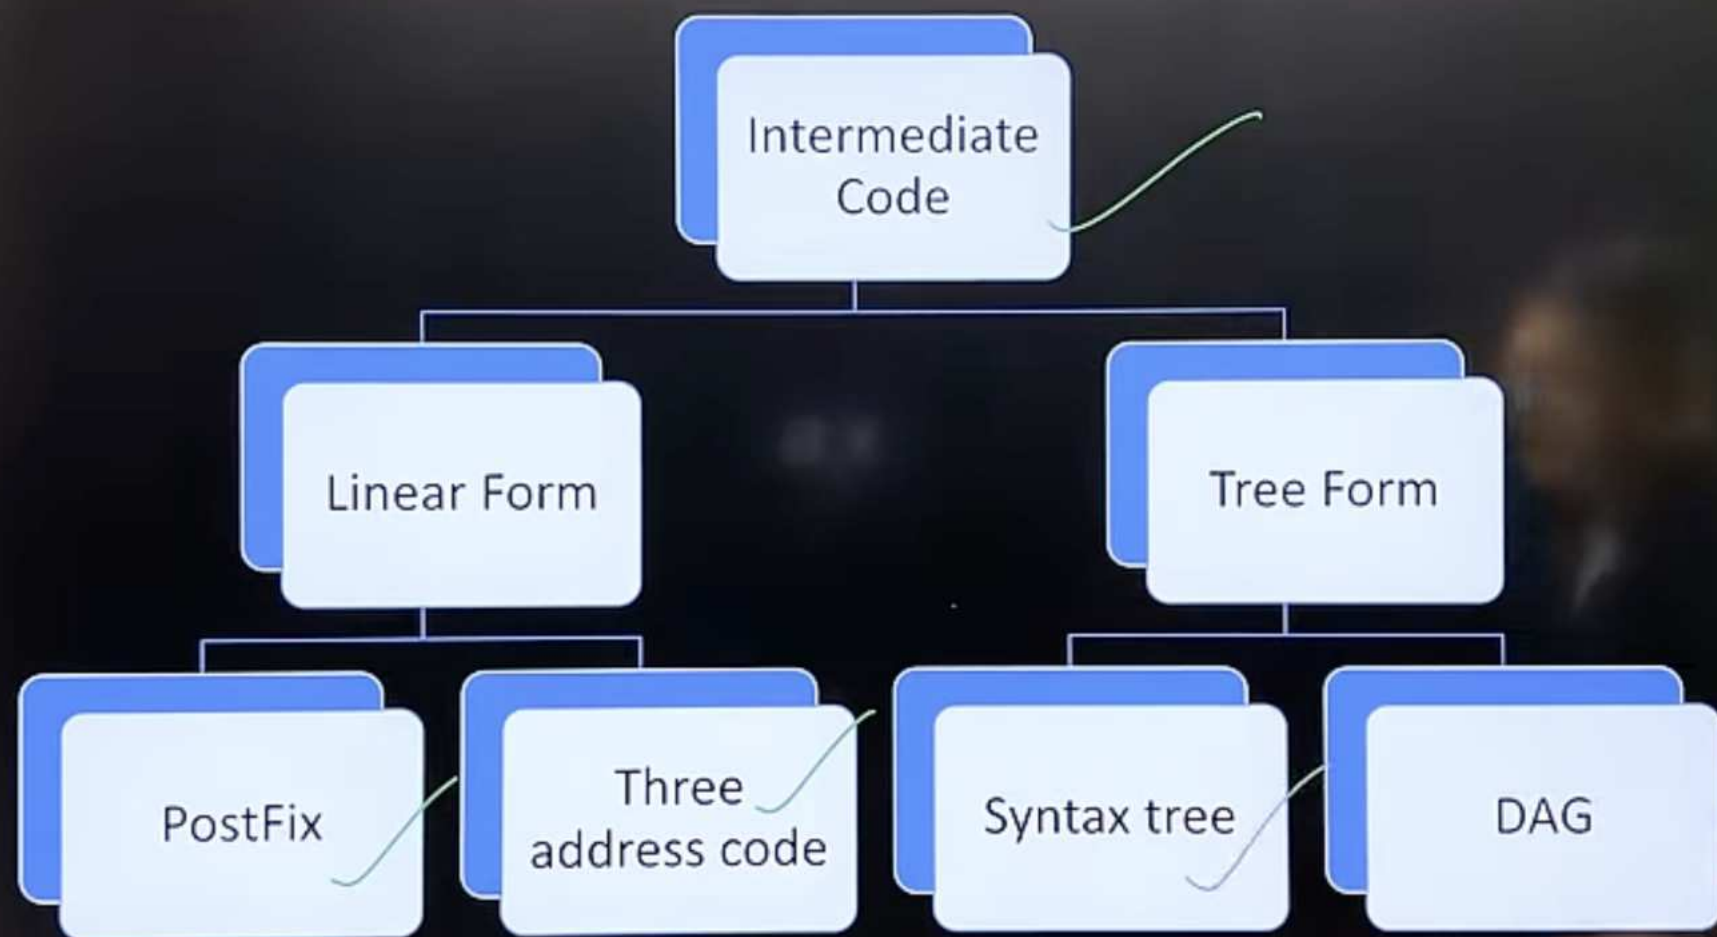 Intermediate
Code
Linear Form
Tree Form
PostFix
Three
address code
Syntax tree
DAG